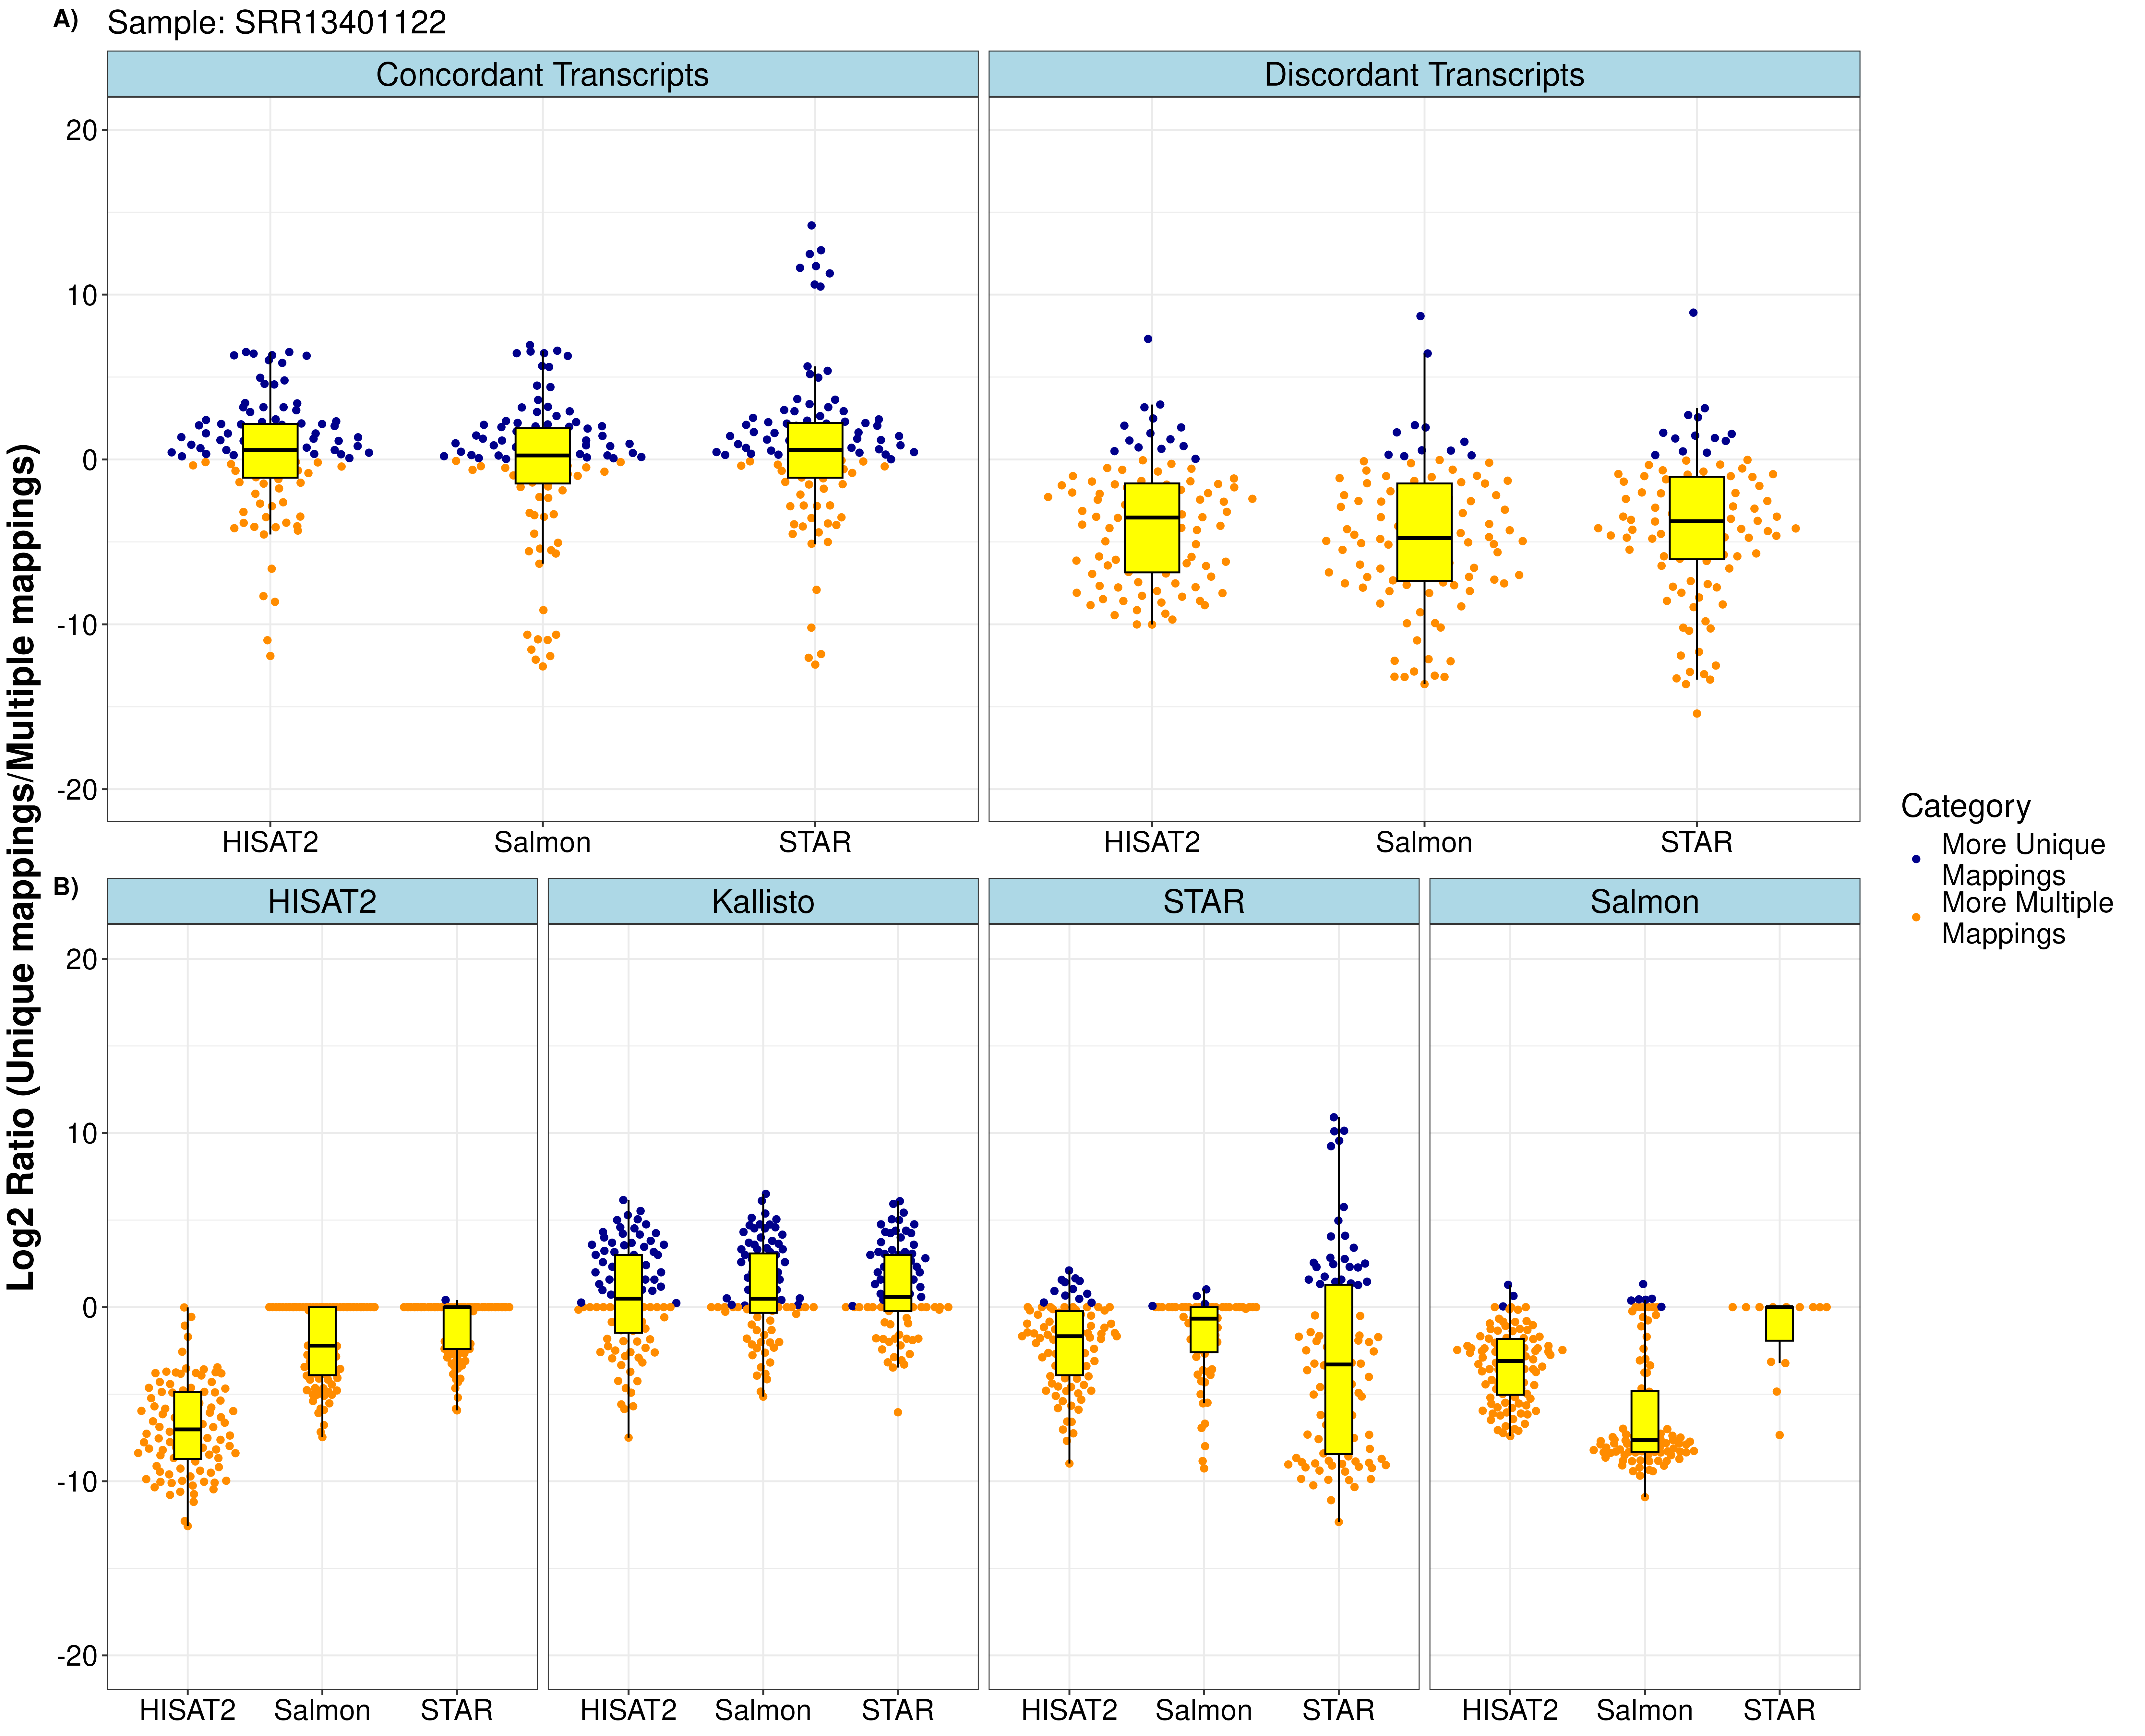 A) Sample: SRR13401122
Concordant Transcripts
Discordant Transcripts
20
10
0
-10
-20
HISAT2 Salmon STAR
HISAT2 Salmon STAR
Log2 Ratio (Unique mappings/Multiple mappings)
Category
More Unique
Mappings
More Multiple
Mappings
B)
HISAT2
Kallisto
STAR
Salmon
20
10
0
-10
-20
HISAT2 Salmon STAR
HISAT2 Salmon STAR
HISAT2 Salmon STAR
HISAT2 Salmon STAR